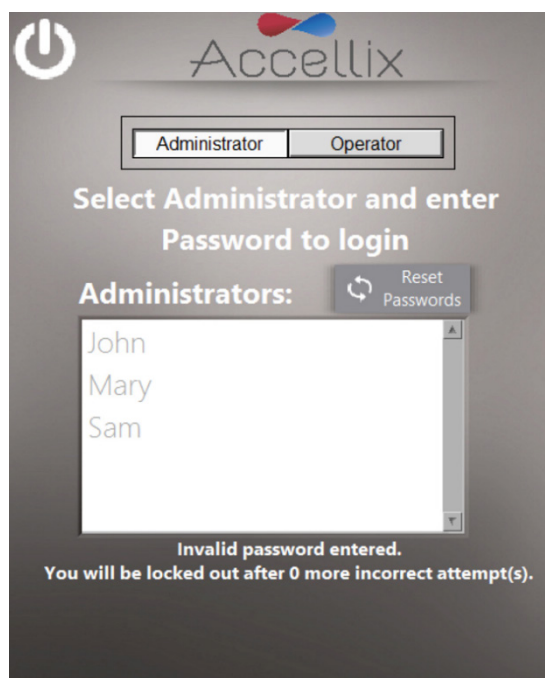 Accellix
Administrator Operator
Select Administrator and enter
Password to login
Reset
Passwords
Administrators:
John
Mary
Sam
Invalid password entered.
You will be locked out after 0 more incorrect attempt(s).